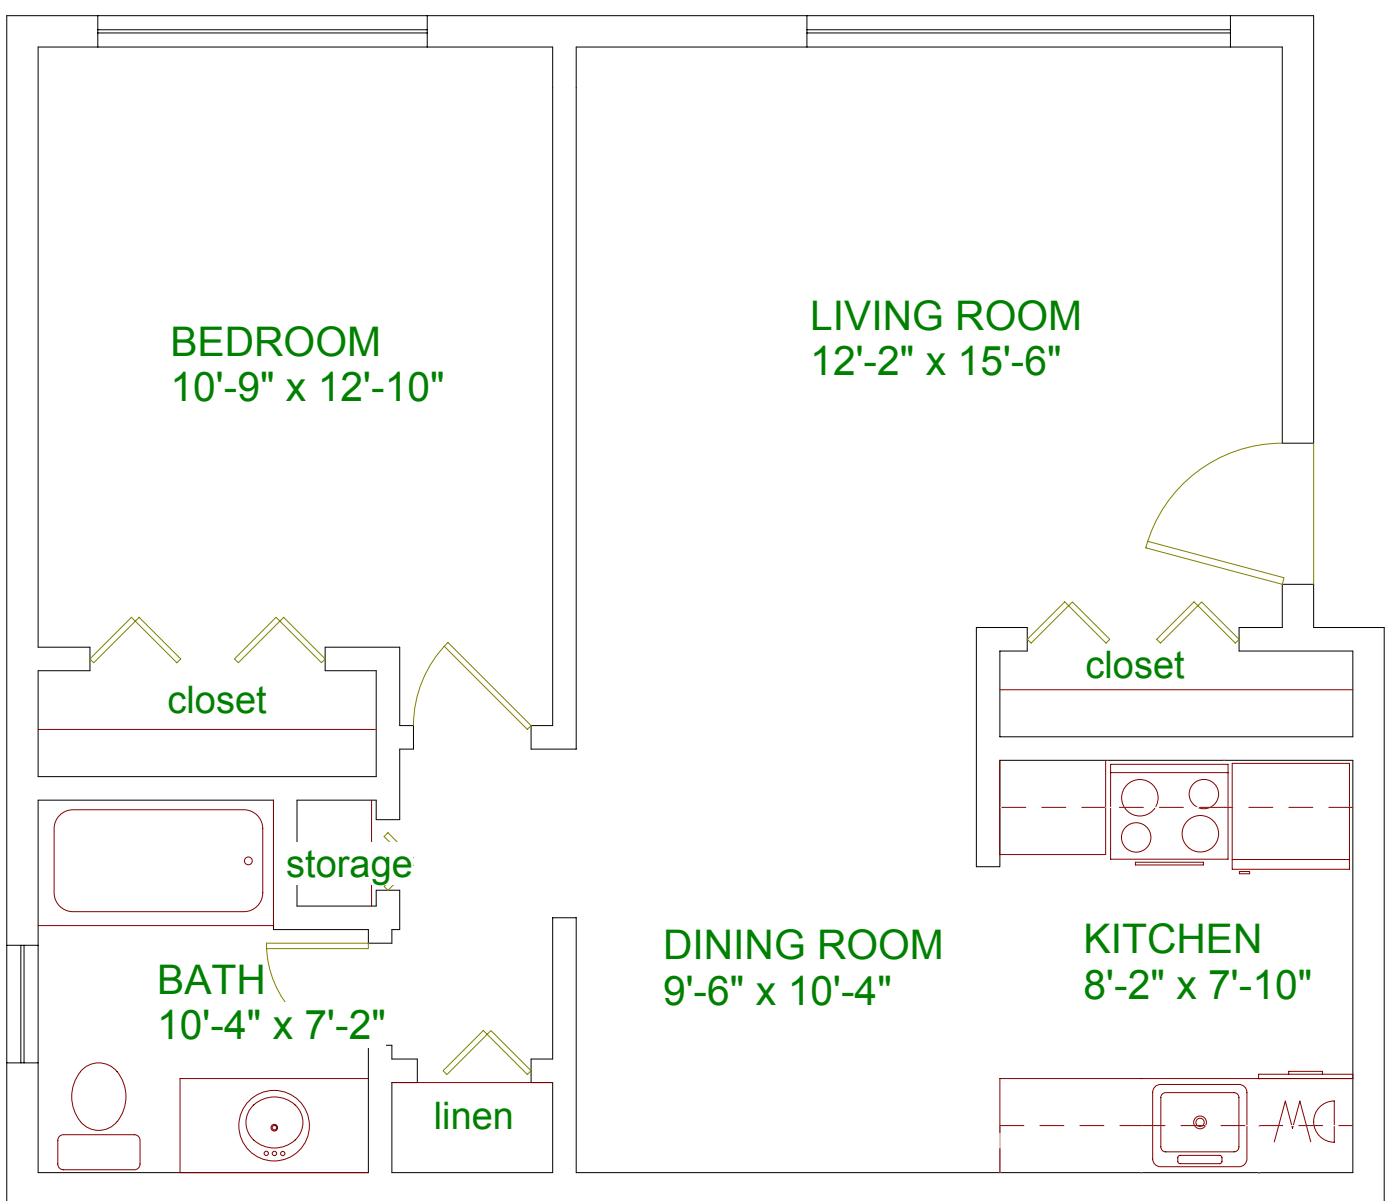 BEDROOM
10'-9" x 12'-10"
LIVING ROOM
12'-2" x 15'-6"
closet
closet
storage
DINING ROOM
9'-6" x 10'-4"
KITCHEN
8'-2" x 7'-10"
BATH
10'-4" x 7'-2"
linen
DW